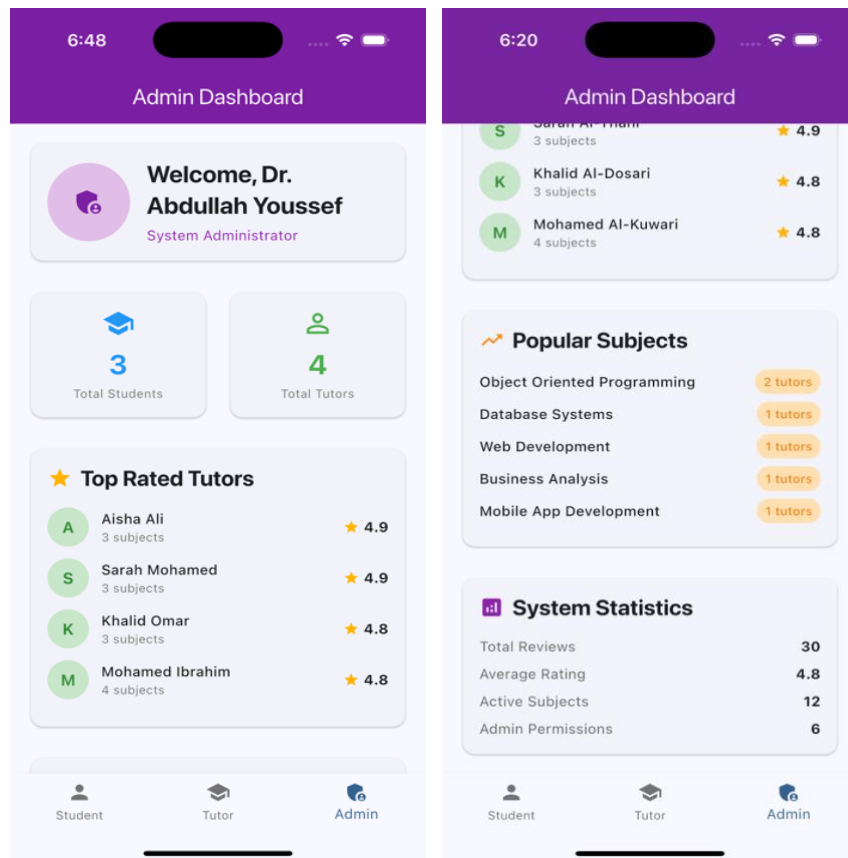 6:48
Admin Dashboard
Welcome, Dr.
Abdullah Youssef
System Administrator
3
Total Students
4
Total Tutors
Top Rated Tutors
A
Aisha Ali
3 subjects
4.9
S
Sarah Mohamed
3 subjects
4.9
K
Khalid Omar
3 subjects
4.8
M
Mohamed Ibrahim
4 subjects
4.8
Student
Tutor
Admin
6:20
Admin Dashboard
S
Sarah Al-Thani
3 subjects
4.9
K
Khalid Al-Dosari
3 subjects
4.8
M
Mohamed Al-Kuwari
4 subjects
4.8
Popular Subjects
Object Oriented Programming
2 tutors
Database Systems
1 tutors
Web Development
1 tutors
Business Analysis
1 tutors
Mobile App Development
1 tutors
System Statistics
Total Reviews
30
Average Rating
4.8
Active Subjects
12
Admin Permissions
6
Student
Tutor
Admin